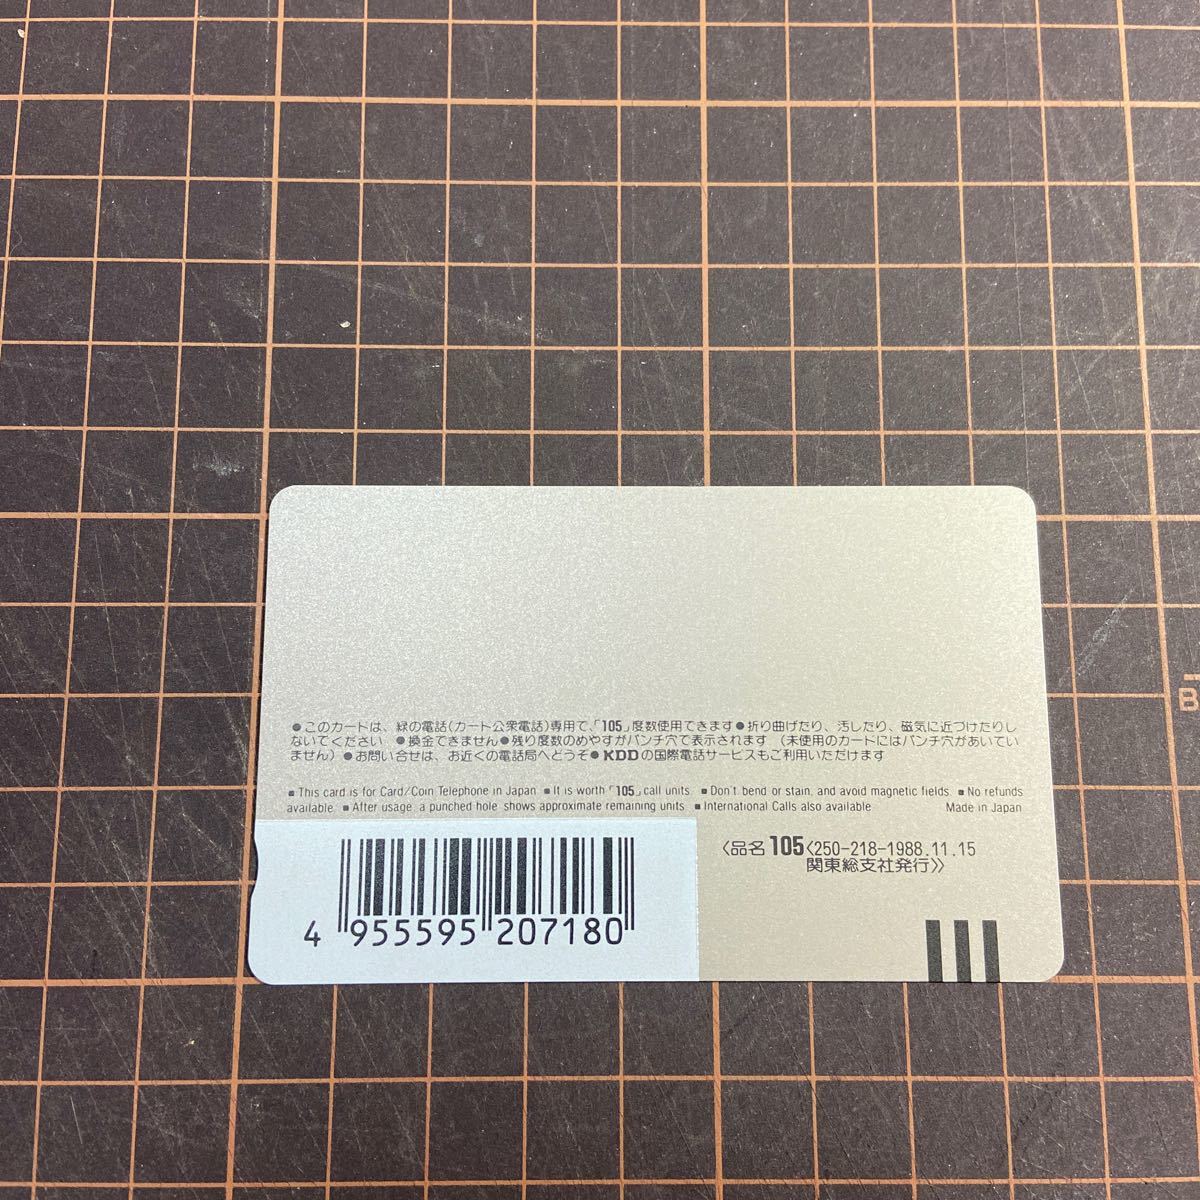 ●このカードは、緑の電話(カード公衆電話)専用で、「105」度数使用できます●折り曲げたり、汚したり、磁気に近づけたりし
ないでください ●換金できません●残り度数のめやすがパンチ穴で表示されます (未使用のカードにはパンチ穴があいてい
ません)●お問い合せは、お近くの電話局へどうぞ●KDDの国際電話サービスもご利用いただけます
■This card is for Card/Coin Telephone in Japan ■It is worth「105」call units ■Don't bend or stain, and avoid magnetic fields ■No refunds
available ■After usage, a punched hole shows approximate remaining units ■International Calls also available Made in Japan
〈品名105〈250-218-1988.11.15
関東総支社発行〉〉
4 955595 207180